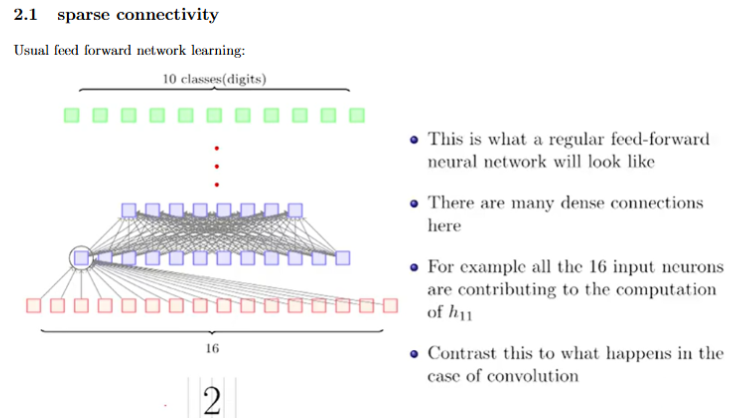 2.1 sparse connectivity
Usual feed forward network learning:
10 classes(digits)
16
2
• This is what a regular feed-forward
neural network will look like
• There are many dense connections
here
• For example all the 16 input neurons
are contributing to the computation
of h₁₁
• Contrast this to what happens in the
case of convolution